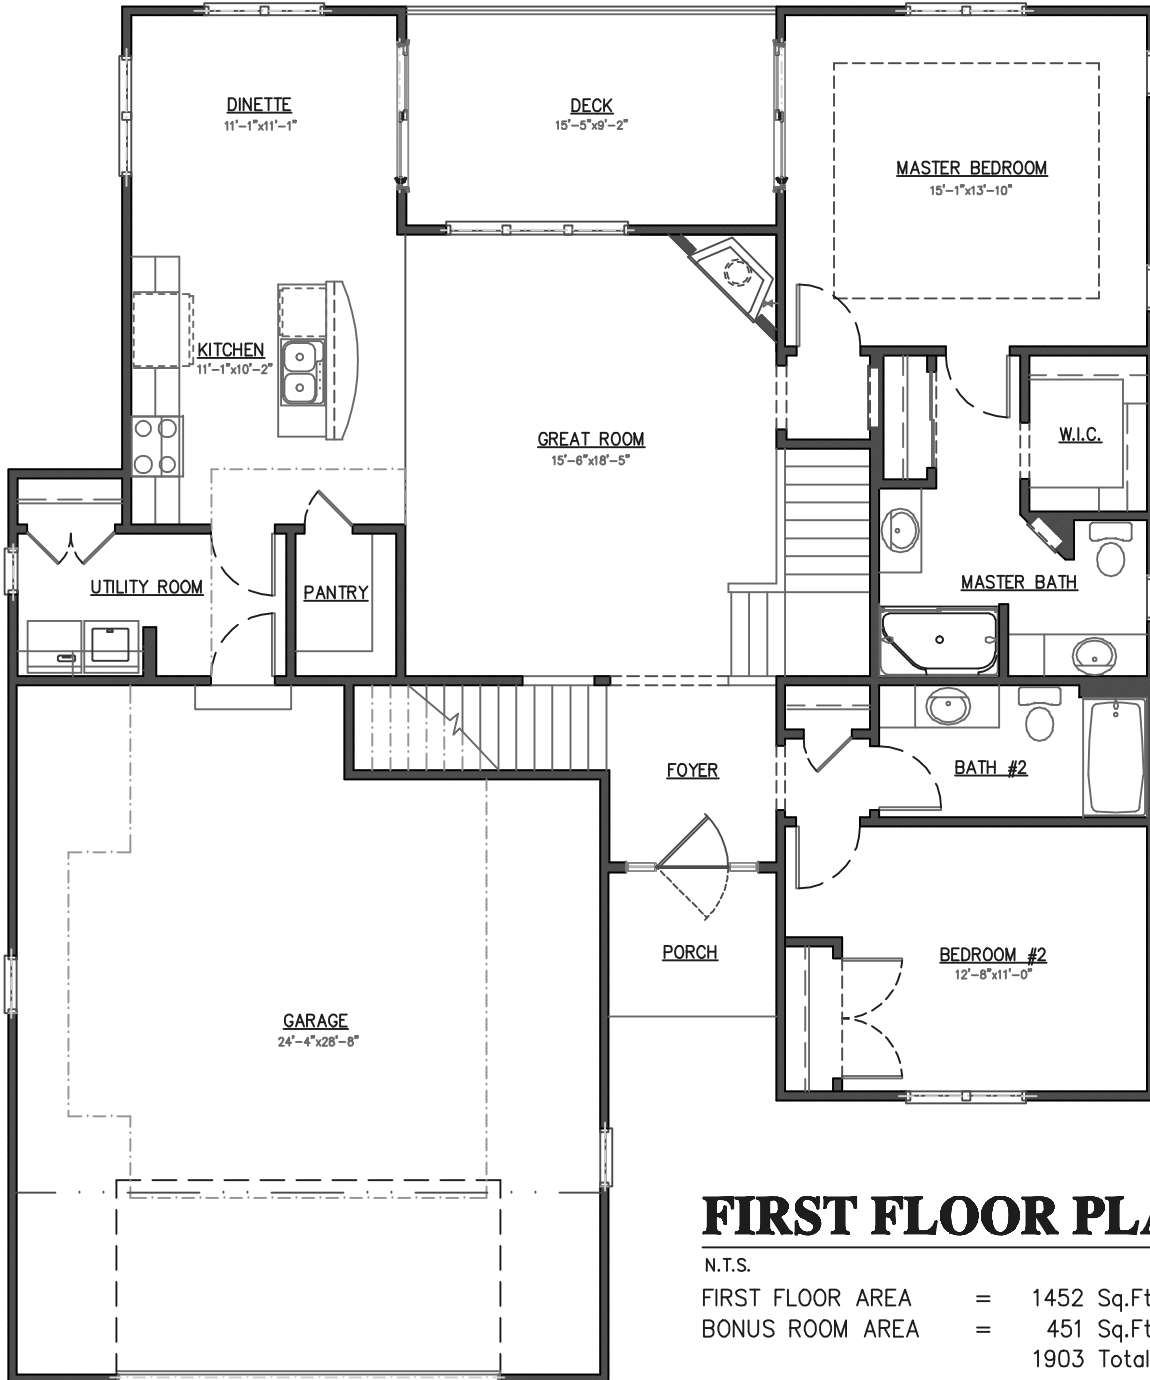 DINETTE
11'-1"x11'-1"
DECK
15'-5"x9'-2"
MASTER BEDROOM
15'-1"x13'-10"
KITCHEN
11'-1"x10'-2"
GREAT ROOM
15'-6"x18'-5"
W.I.C.
UTILITY ROOM
PANTRY
MASTER BATH
FOYER
BATH #2
PORCH
BEDROOM #2
12'-8"x11'-0"
GARAGE
24'-4"x28'-8"
FIRST FLOOR PLA
N.T.S.
FIRST FLOOR AREA = 1452 Sq.Ft
BONUS ROOM AREA = 451 Sq.Ft
1903 Total